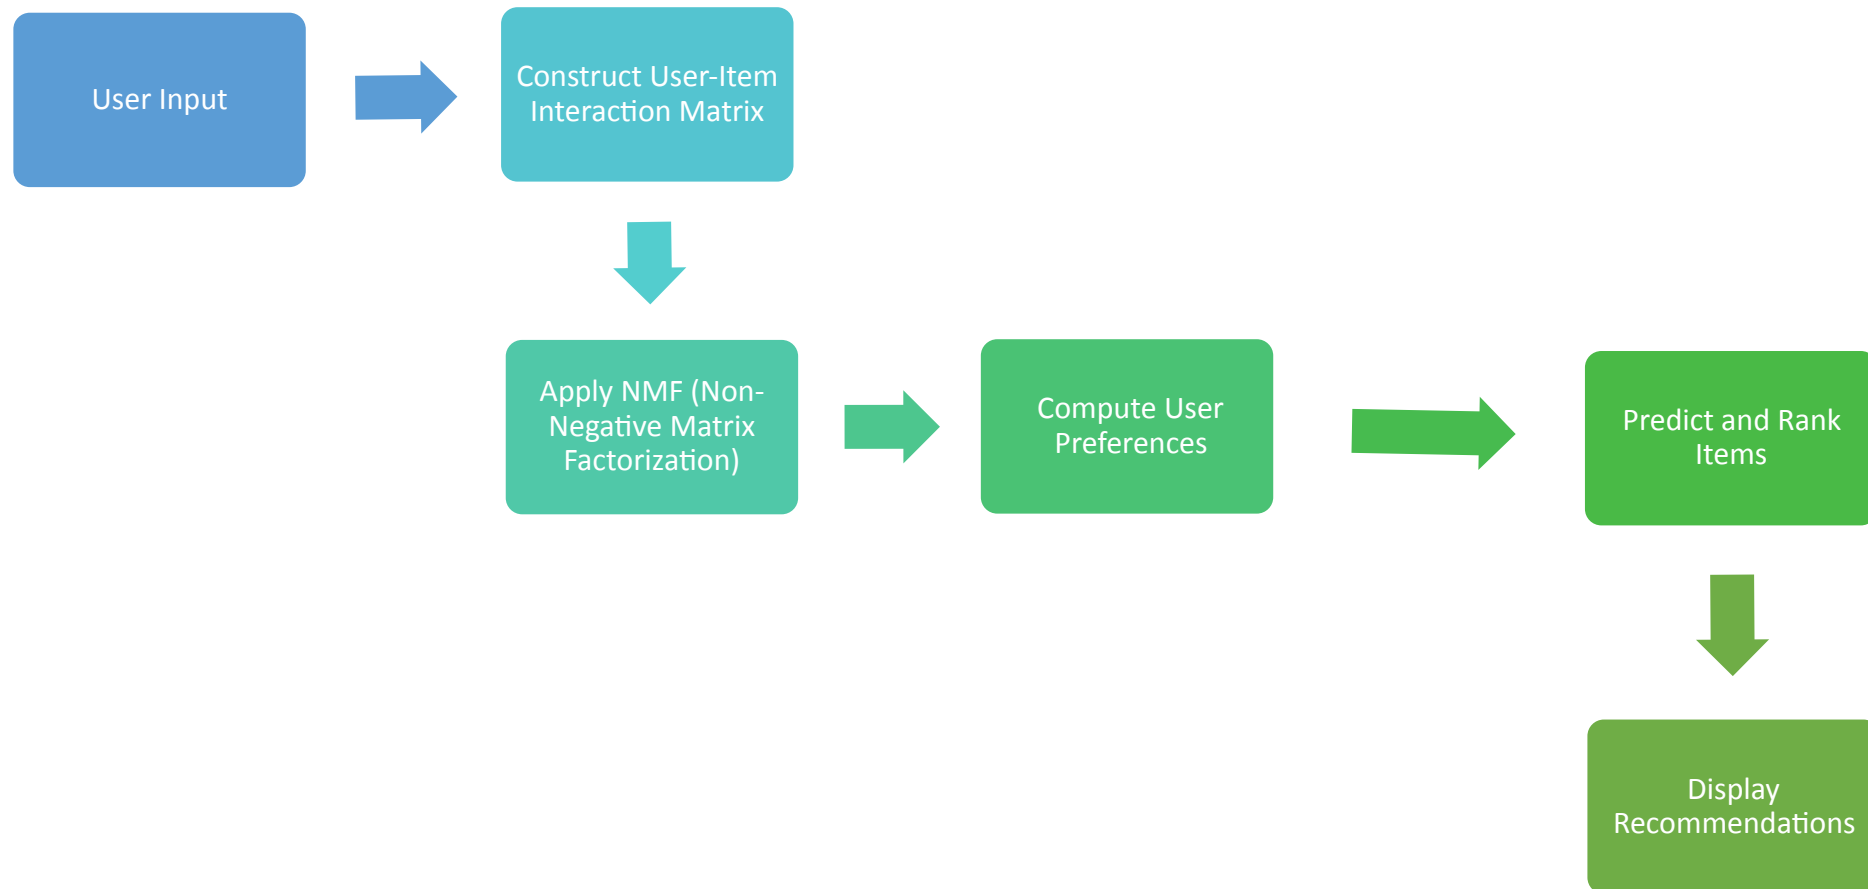 User Input
Construct User-Item
Interaction Matrix
Apply NMF (Non-
Negative Matrix
Factorization)
Compute User
Preferences
Predict and Rank
Items
Display
Recommendations